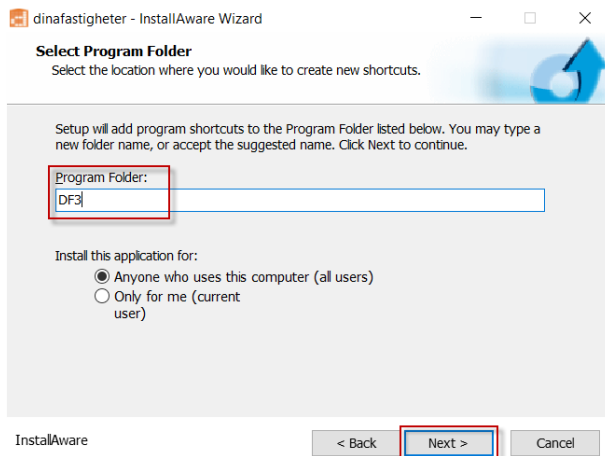 dinafastigheter - InstallAware Wizard
Select Program Folder
Select the location where you would like to create new shortcuts.
Setup will add program shortcuts to the Program Folder listed below. You may type a
new folder name, or accept the suggested name. Click Next to continue.
Program Folder:
DF3
Install this application for:
Anyone who uses this computer (all users)
Only for me (current
user)
InstallAware
< Back
Next >
Cancel